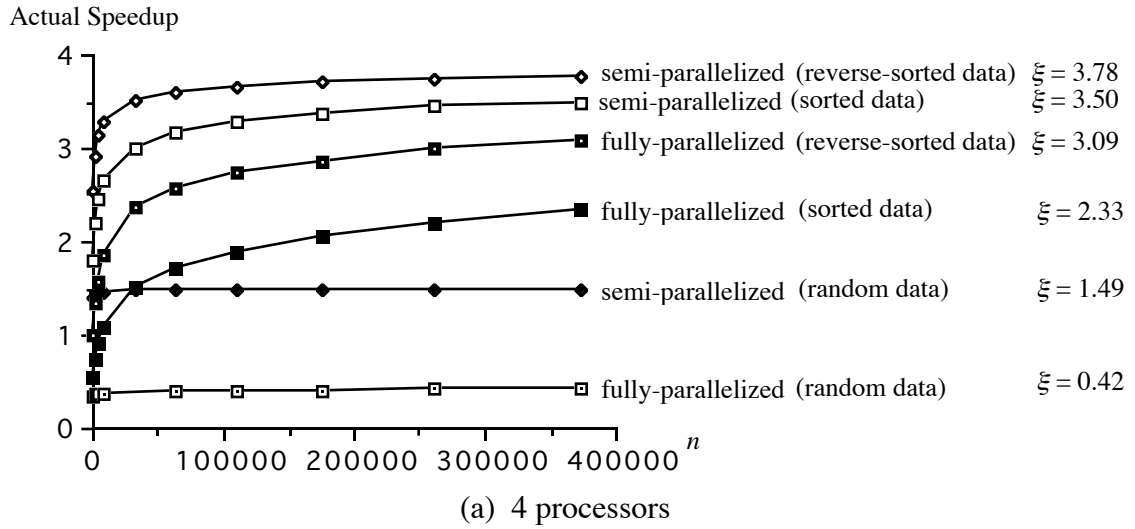 Actual Speedup
4
semi-parallelized (reverse-sorted data) ξ = 3.78
semi-parallelized (sorted data) ξ = 3.50
3
fully-parallelized (reverse-sorted data) ξ = 3.09
fully-parallelized (sorted data) ξ = 2.33
2
semi-parallelized (random data) ξ = 1.49
1
fully-parallelized (random data) ξ = 0.42
0
n
0 100000 200000 300000 400000
(a) 4 processors